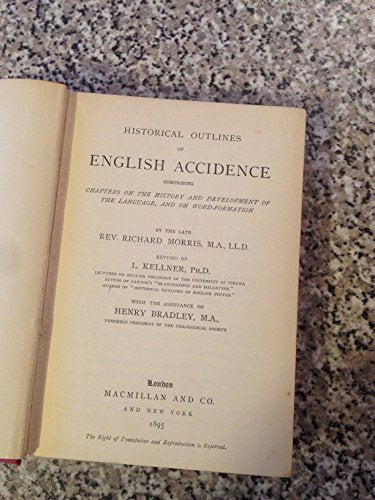 HISTORICAL OUTLINES
OF
ENGLISH ACCIDENCE
COMPRISING
CHAPTERS ON THE HISTORY AND DEVELOPMENT OF
THE LANGUAGE, AND ON WORD-FORMATION
BY THE LATE
REV. RICHARD MORRIS, M.A., LL.D.
REVISED BY
L. KELLNER, PH.D.
LECTURER ON ENGLISH PHILOLOGY IN THE UNIVERSITY OF VIENNA
EDITOR OF CAXTON'S "BLANCHARDYN AND EGLANTINE"
AUTHOR OF "HISTORICAL OUTLINES OF ENGLISH SYNTAX"
WITH THE ASSISTANCE OF
HENRY BRADLEY, M.A.,
FORMERLY PRESIDENT OF THE PHILOLOGICAL SOCIETY
London
MACMILLAN AND CO.
AND NEW YORK
1895
The Right of Translation and Reproduction is Reserved.